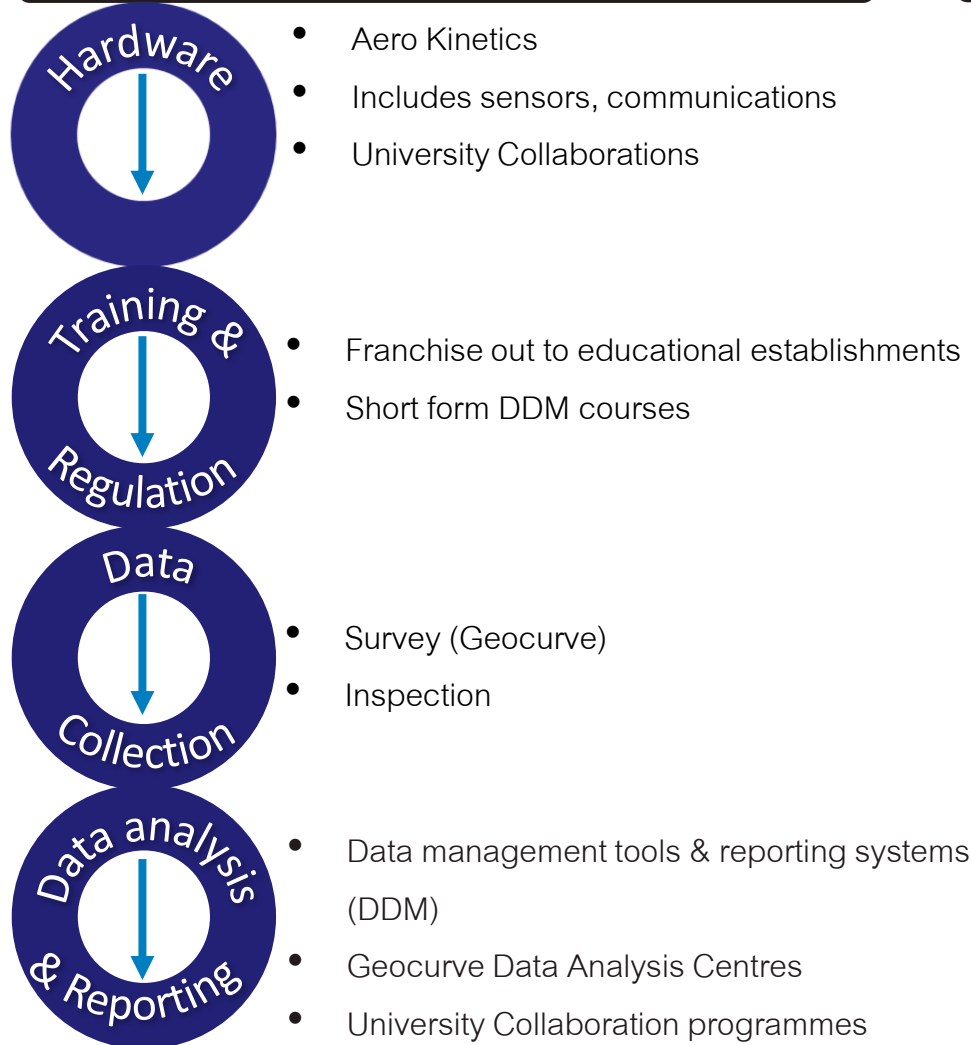 Hardware
• Aero Kinetics
• Includes sensors, communications
• University Collaborations
Training &
Regulation
• Franchise out to educational establishments
• Short form DDM courses
Data
Collection
• Survey (Geocurve)
• Inspection
Data analysis
& Reporting
• Data management tools & reporting systems
(DDM)
• Geocurve Data Analysis Centres
• University Collaboration programmes